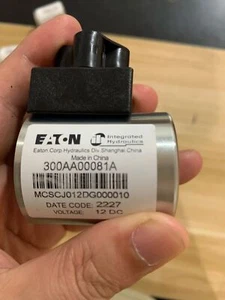 EATON Integrated Hydraulics
Eaton Corp Hydraulics Div. Shanghai, China
Made in China
300AA00081A
MCSCJ012DG000010
DATE CODE: 2227
VOLTAGE: 12 DC